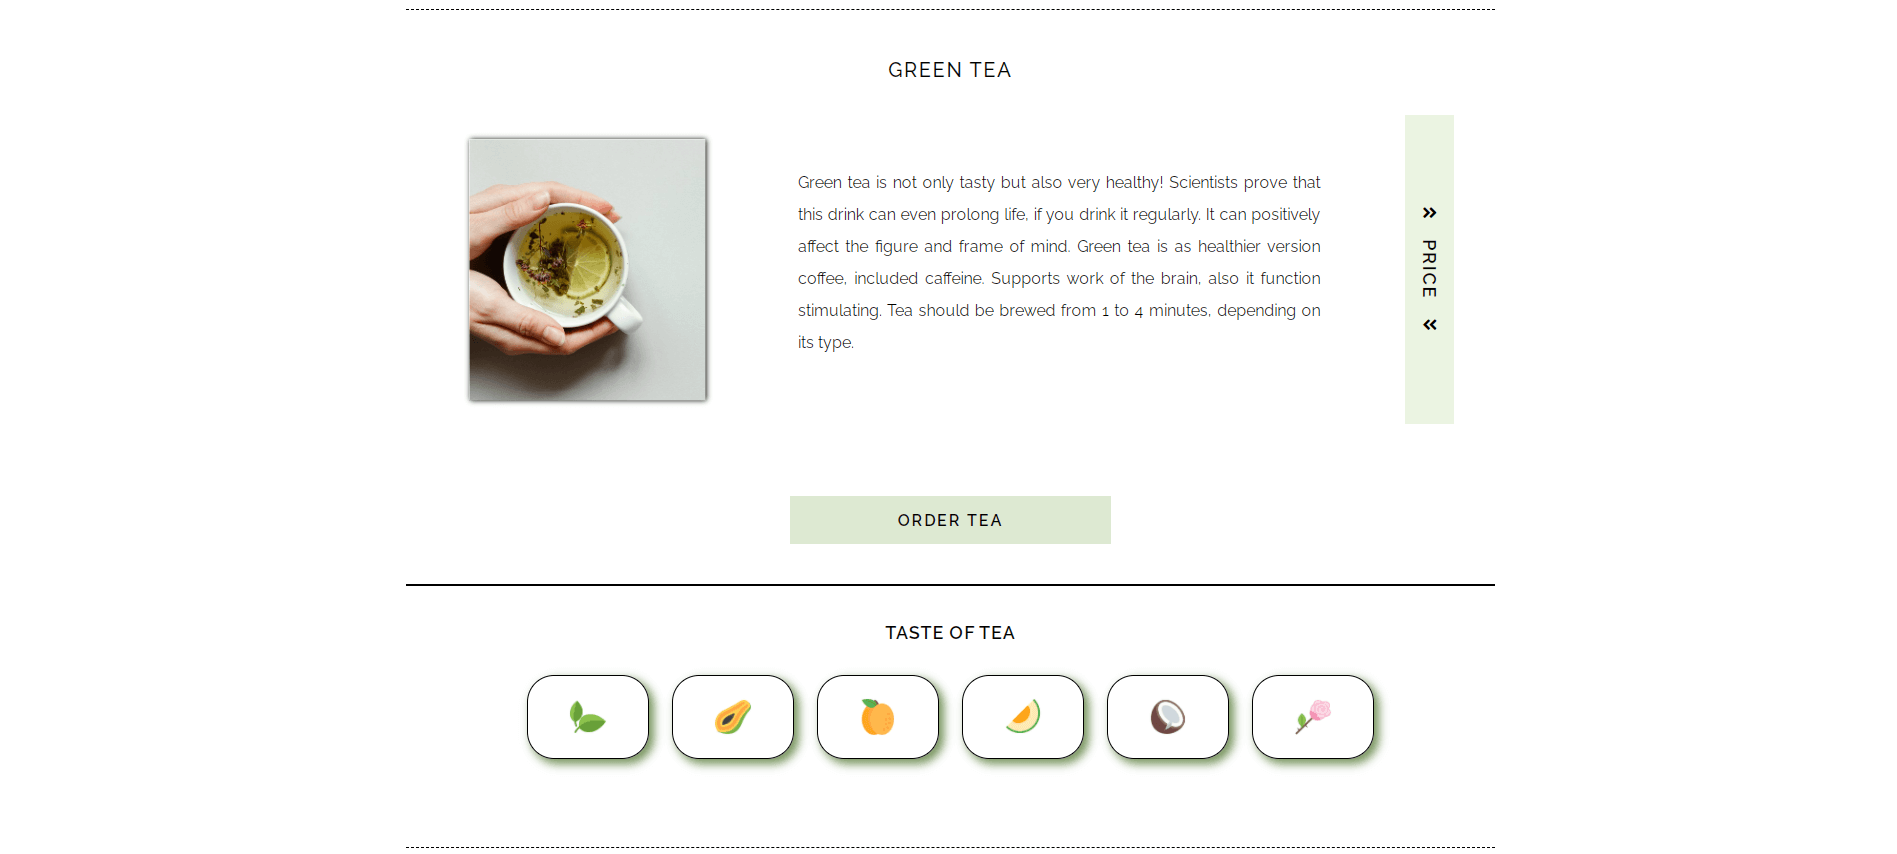 GREEN TEA
Green tea is not only tasty but also very healthy! Scientists prove that
this drink can even prolong life, if you drink it regularly. It can positively
affect the figure and frame of mind. Green tea is as healthier version
coffee, included caffeine. Supports work of the brain, also it function
stimulating. Tea should be brewed from 1 to 4 minutes, depending on
its type.
» PRICE «
ORDER TEA
TASTE OF TEA